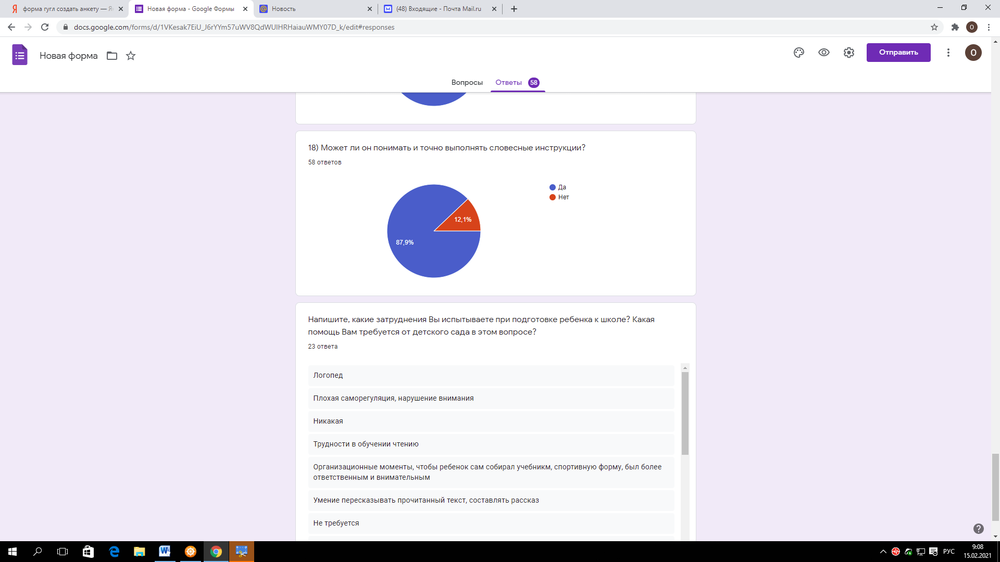 форма гугл создать анкету — Ян
Новая форма - Google Формы
Новость
(48) Входящие - Почта Mail.ru
docs.google.com/forms/d/1VKesak7EiU_J6rYYm57uWV8QdWUIHRHaiauWMY07D_k/edit#responses
О
Новая форма
Отправить
О
Вопросы
Ответы 58
18) Может ли он понимать и точно выполнять словесные инструкции?
58 ответов
Да
Нет
12,1%
87,9%
Напишите, какие затруднения Вы испытываете при подготовке ребенка к школе? Какая
помощь Вам требуется от детского сада в этом вопросе?
23 ответа
Логопед
Плохая саморегуляция, нарушение внимания
Никакая
Трудности в обучении чтению
Организационные моменты, чтобы ребенок сам собирал учебникм, спортивную форму, был более
ответственным и внимательным
Умение пересказывать прочитанный текст, составлять рассказ
Не требуется
РУС
9:08
15.02.2021